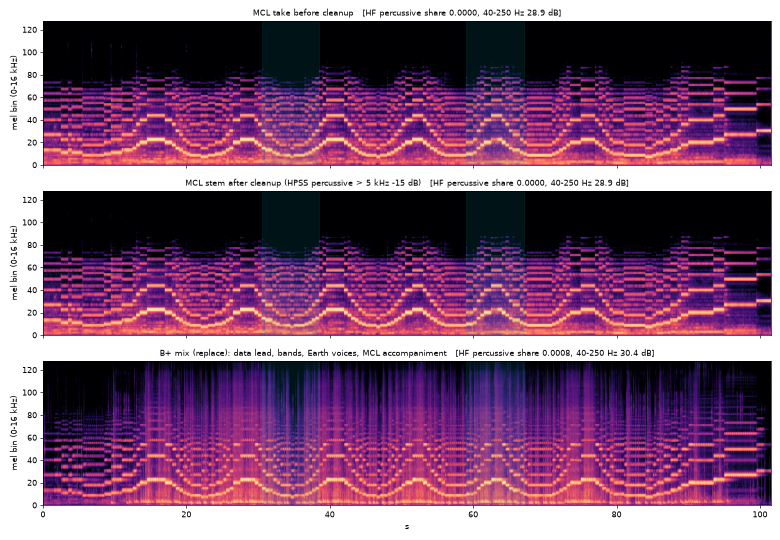 MCL take before cleanup   [HF percussive share 0.0000, 40-250 Hz 28.9 dB]
120
100
80
60
40
20
0
mel bin (0-16 kHz)
MCL stem after cleanup (HPSS percussive > 5 kHz -15 dB)   [HF percussive share 0.0000, 40-250 Hz 28.9 dB]
120
100
80
60
40
20
0
mel bin (0-16 kHz)
B+ mix (replace): data lead, bands, Earth voices, MCL accompaniment   [HF percussive share 0.0008, 40-250 Hz 30.4 dB]
120
100
80
60
40
20
0
mel bin (0-16 kHz)
0 20 40 60 80 100
s